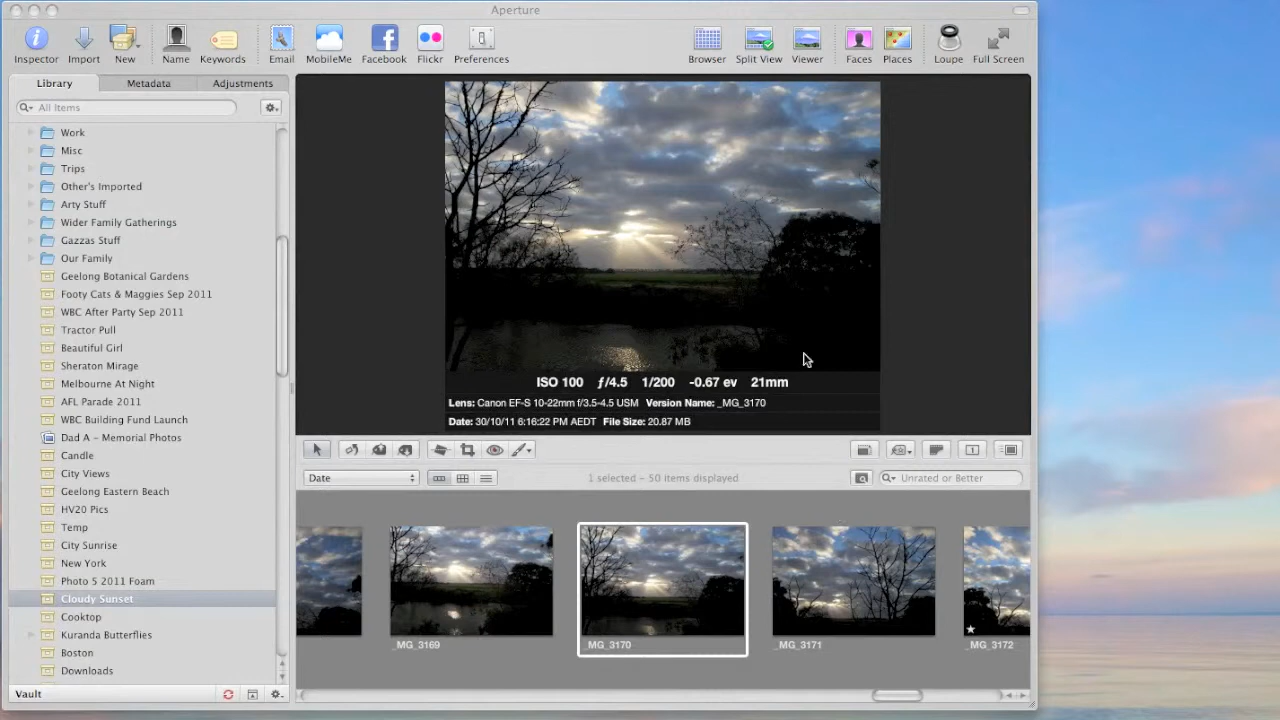 Aperture
Inspector Import New Name Keywords Email MobileMe Facebook Flickr Preferences Browser Split View Viewer Faces Places Loupe Full Screen
Library Metadata Adjustments
All Items
Work
Misc
Trips
Other's Imported
Arty Stuff
Wider Family Gatherings
Gazzas Stuff
Our Family
Geelong Botanical Gardens
Footy Cats & Maggies Sep 2011
WBC After Party Sep 2011
Tractor Pull
Beautiful Girl
Sheraton Mirage
Melbourne At Night
AFL Parade 2011
WBC Building Fund Launch
Dad A – Memorial Photos
Candle
City Views
Geelong Eastern Beach
HV20 Pics
Temp
City Sunrise
New York
Photo 5 2011 Foam
Cloudy Sunset
Cooktop
Kuranda Butterflies
Boston
Downloads
Vault
ISO 100 ƒ/4.5 1/200 -0.67 ev 21mm
Lens: Canon EF-S 10-22mm f/3.5-4.5 USM Version Name: _MG_3170
Date: 30/10/11 6:16:22 PM AEDT File Size: 20.87 MB
1
Date 1 selected – 50 items displayed Unrated or Better
_MG_3169 _MG_3170 _MG_3171 _MG_3172